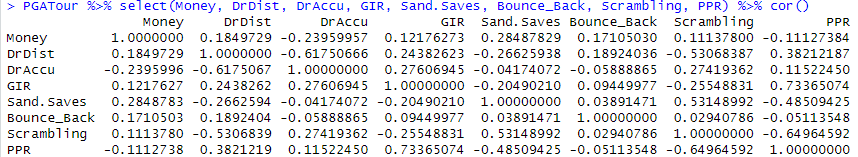 > PGATour %>% select(Money, DrDist, DrAccu, GIR, Sand.Saves, Bounce_Back, Scrambling, PPR) %>% cor()
Money DrDist DrAccu GIR Sand.Saves Bounce_Back Scrambling PPR
Money 1.0000000 0.1849729 -0.23959957 0.12176273 0.28487829 0.17105030 0.11137800 -0.11127384
DrDist 0.1849729 1.0000000 -0.61750666 0.24382623 -0.26625938 0.18924036 -0.53068387 0.38212187
DrAccu -0.2395996 -0.6175067 1.00000000 0.27606945 -0.04174072 -0.05888865 0.27419362 0.11522450
GIR 0.1217627 0.2438262 0.27606945 1.00000000 -0.20490210 0.09449977 -0.25548831 0.73365074
Sand.Saves 0.2848783 -0.2662594 -0.04174072 -0.20490210 1.00000000 0.03891471 0.53148992 -0.48509425
Bounce_Back 0.1710503 0.1892404 -0.05888865 0.09449977 0.03891471 1.00000000 0.02940786 -0.05113548
Scrambling 0.1113780 -0.5306839 0.27419362 -0.25548831 0.53148992 0.02940786 1.00000000 -0.64964592
PPR -0.1112738 0.3821219 0.11522450 0.73365074 -0.48509425 -0.05113548 -0.64964592 1.00000000